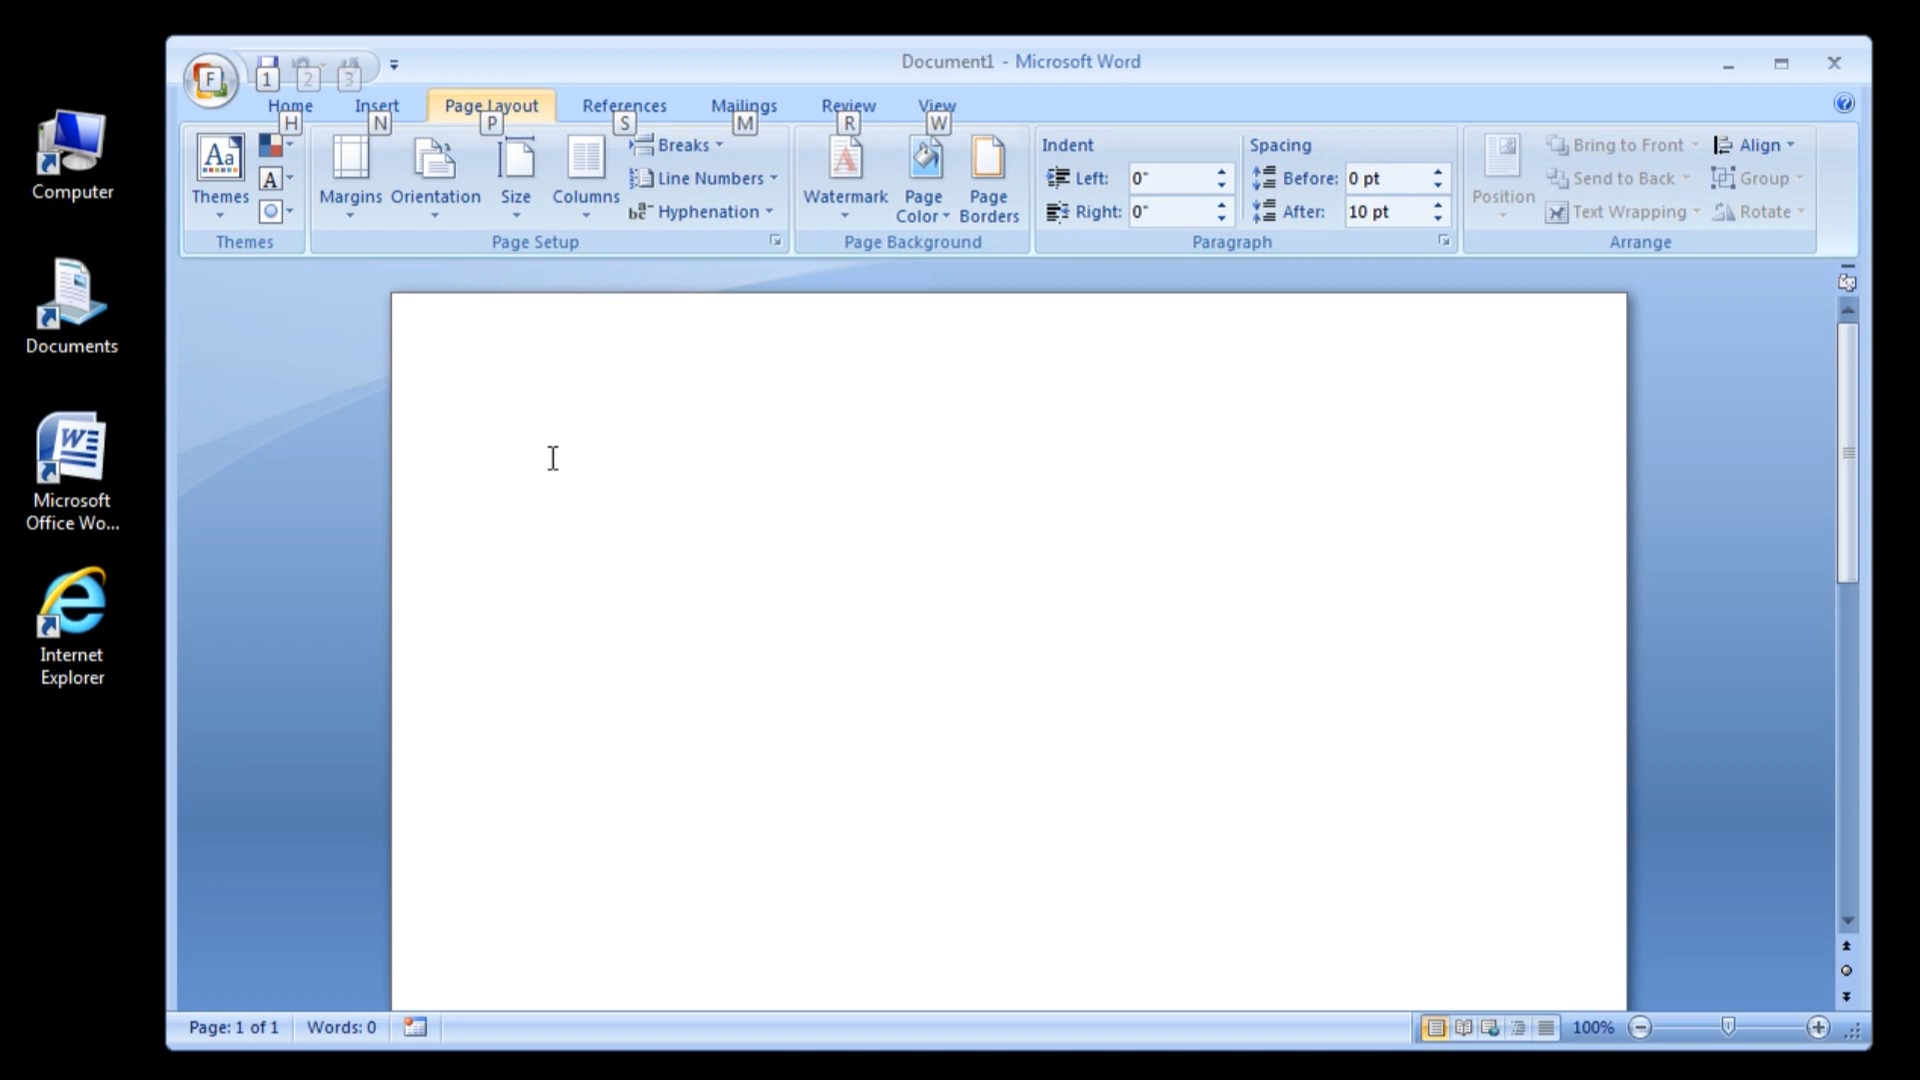 Document1 - Microsoft Word
F 1 2 3
Home Insert Page Layout References Mailings Review View
H N P S M R W
Aa Themes
A
Margins Orientation Size Columns
Breaks
Line Numbers
Hyphenation
Watermark
Page Color
Page Borders
Indent
Left: 0"
Right: 0"
Spacing
Before: 0 pt
After: 10 pt
Position
Bring to Front
Send to Back
Text Wrapping
Align
Group
Rotate
Themes Page Setup Page Background Paragraph Arrange
Computer
Documents
Microsoft
Office Wo...
Internet
Explorer
Page: 1 of 1 Words: 0 100%